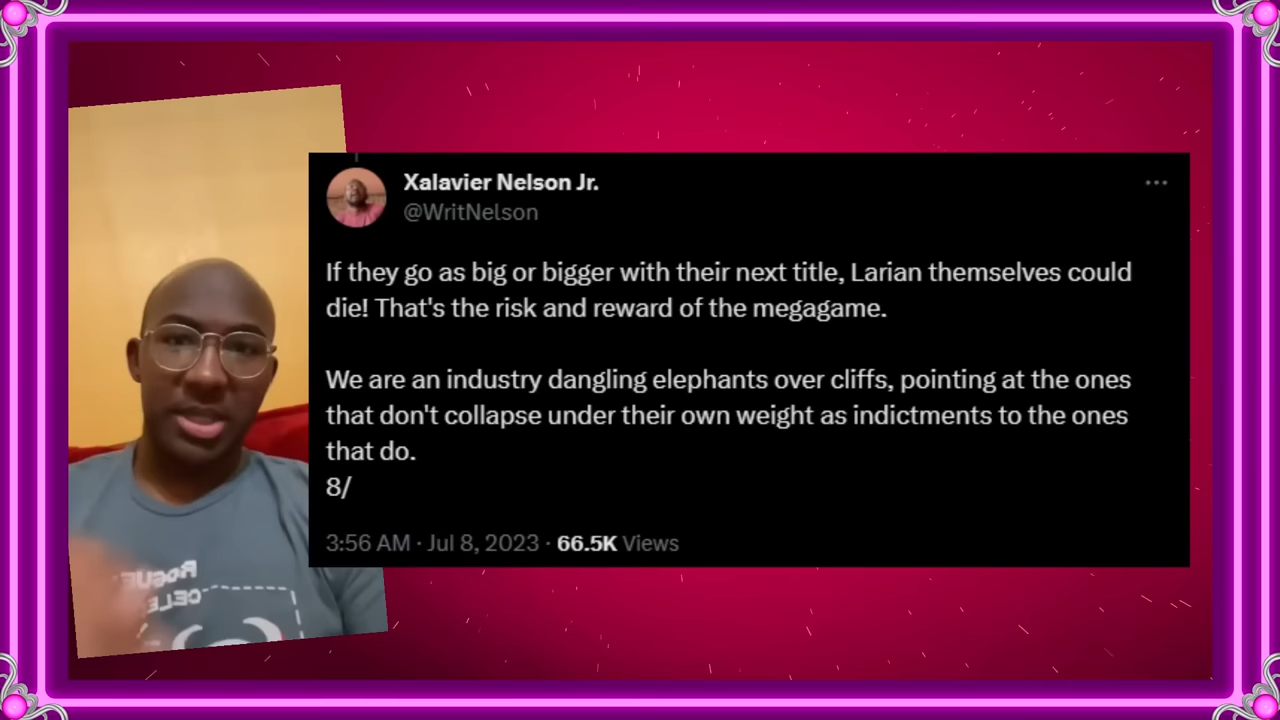 Xalavier Nelson Jr.
@WritNelson
If they go as big or bigger with their next title, Larian themselves could
die! That's the risk and reward of the megagame.
We are an industry dangling elephants over cliffs, pointing at the ones
that don't collapse under their own weight as indictments to the ones
that do.
8/
3:56 AM · Jul 8, 2023 · 66.5K Views
ROGUE